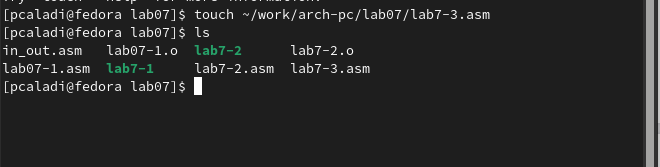 [pcaladi@fedora lab07]$ touch ~/work/arch-pc/lab07/lab7-3.asm
[pcaladi@fedora lab07]$ ls
in_out.asm   lab07-1.o  lab7-2      lab7-2.o
lab07-1.asm  lab7-1     lab7-2.asm  lab7-3.asm
[pcaladi@fedora lab07]$